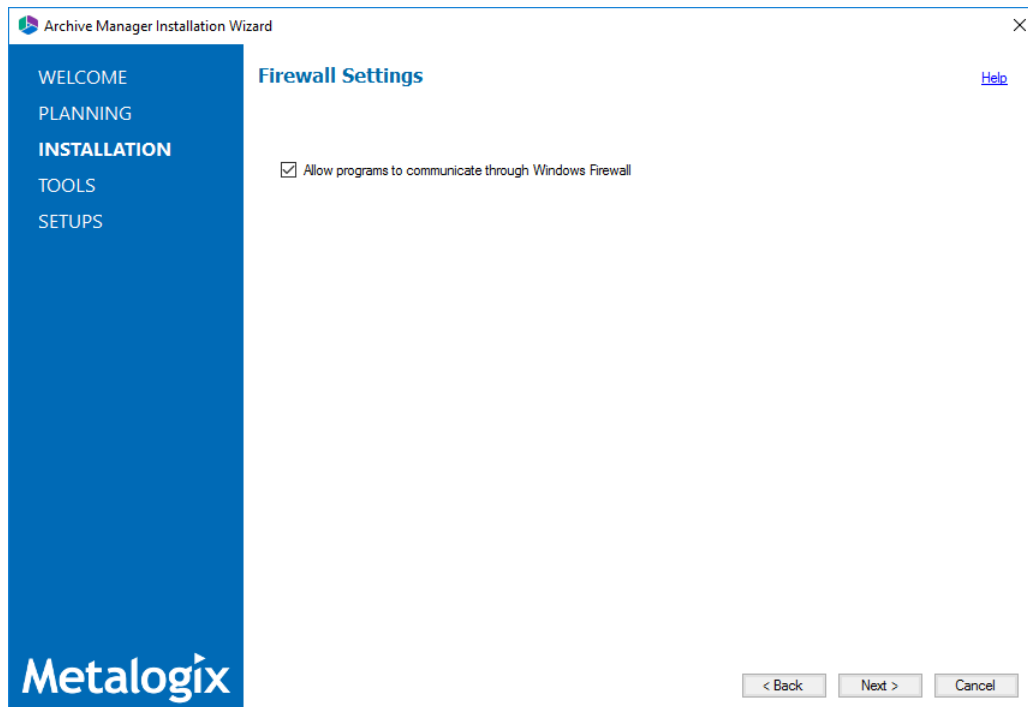 Archive Manager Installation Wizard
WELCOME
PLANNING
INSTALLATION
TOOLS
SETUPS
Firewall Settings
Help
Allow programs to communicate through Windows Firewall
Metalogix
< Back
Next >
Cancel